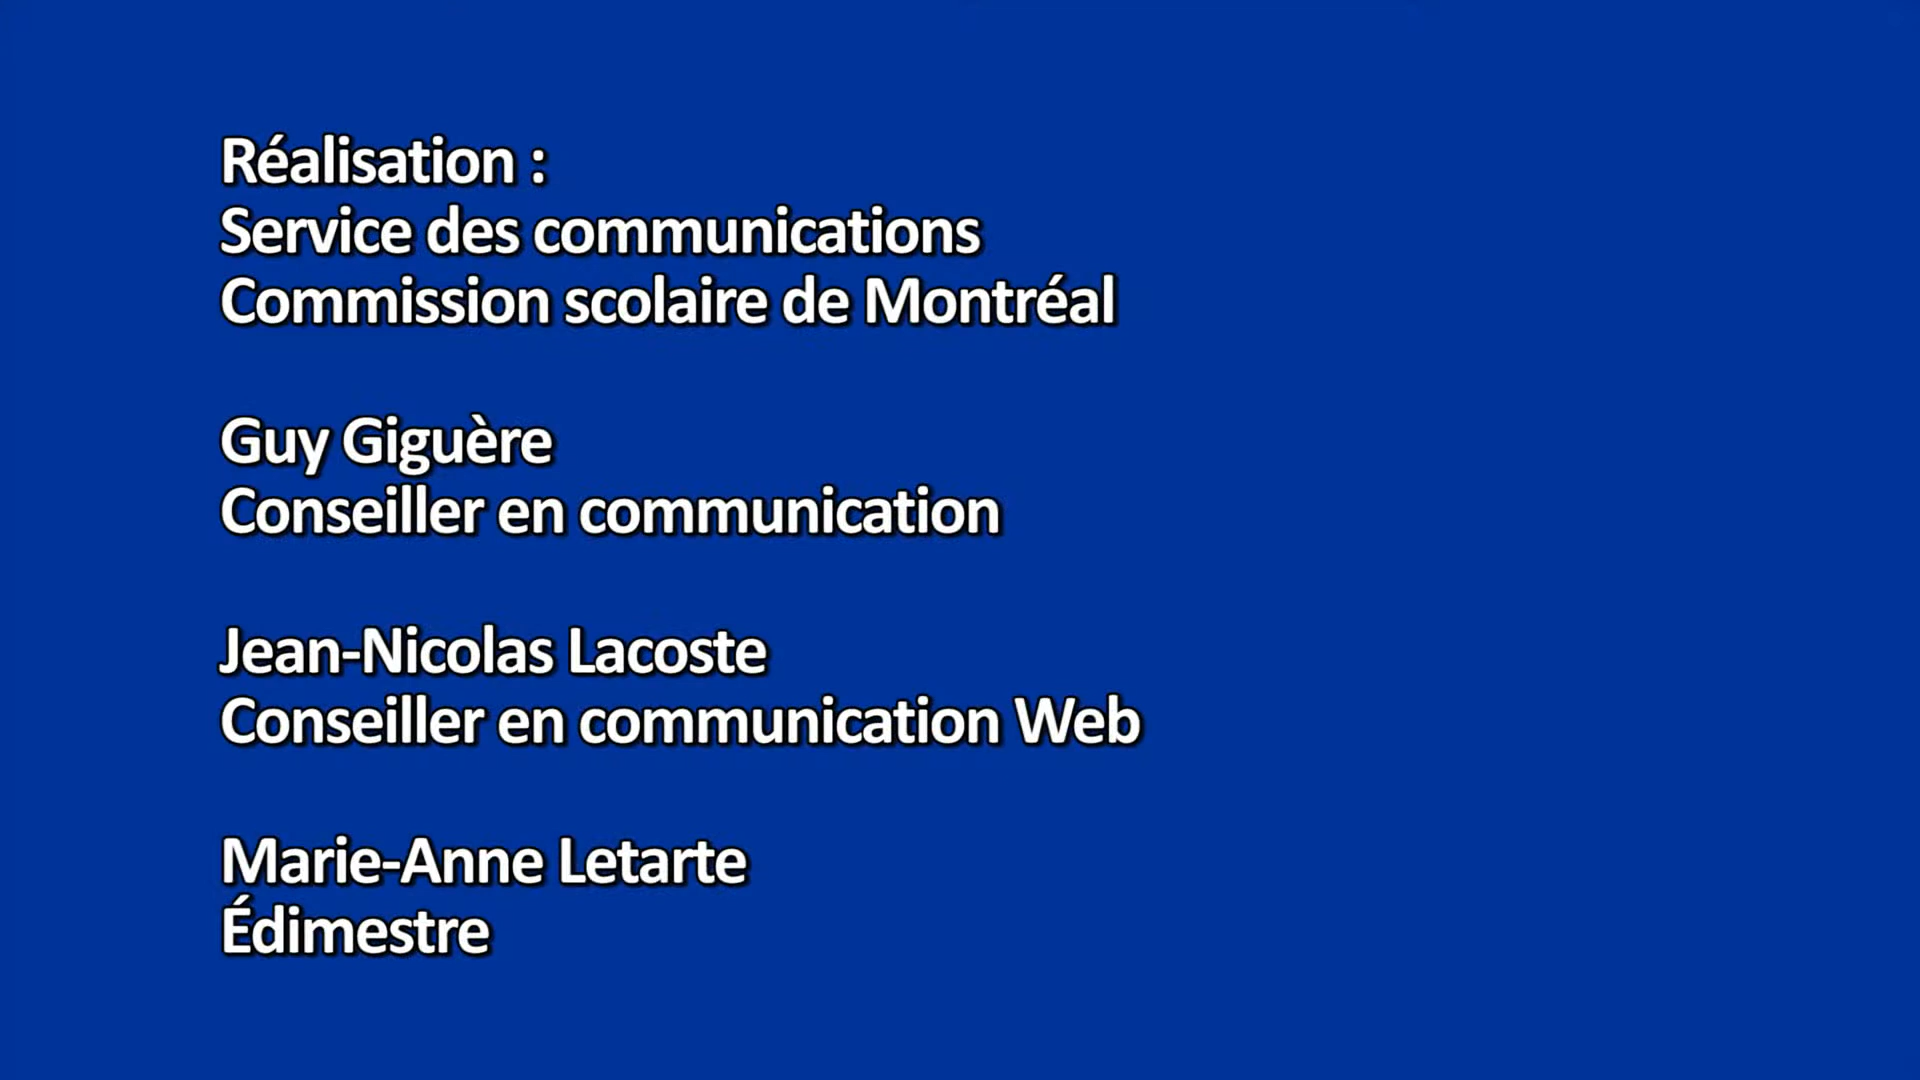 Réalisation :
Service des communications
Commission scolaire de Montréal
Guy Giguère
Conseiller en communication
Jean-Nicolas Lacoste
Conseiller en communication Web
Marie-Anne Letarte
Édimestre